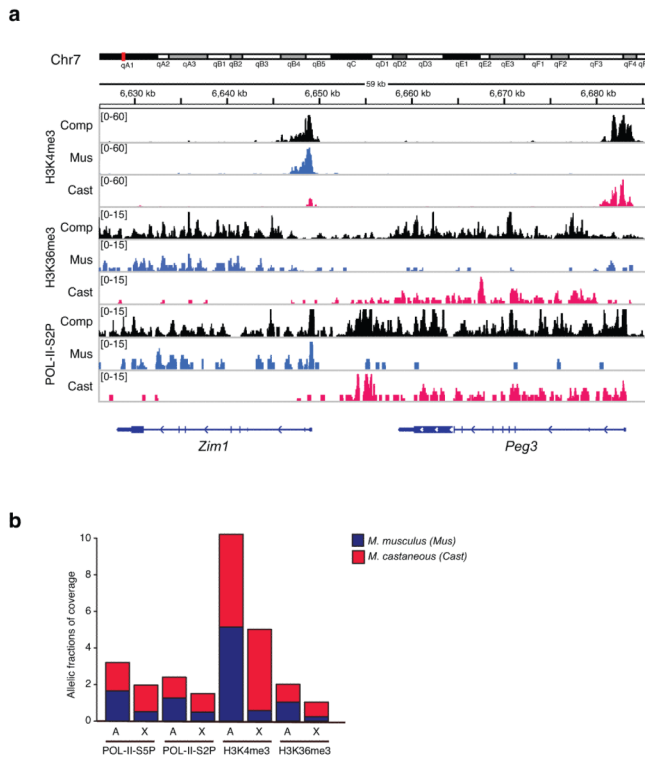 a
Chr7
qA1 qA2 qA3 qB1 qB2 qB3 qB4 qB5 qC qD1 qD2 qD3 qE1 qE2 qE3 qF1 qF2 qF3 qF4
59 kb
6,630 kb 6,640 kb 6,650 kb 6,660 kb 6,670 kb 6,680 kb
H3K4me3
Comp [0-60]
Mus [0-60]
Cast [0-60]
H3K36me3
Comp [0-15]
Mus [0-15]
Cast [0-15]
POL-II-S2P
Comp [0-15]
Mus [0-15]
Cast [0-15]
Zim1 Peg3
b
Allelic fractions of coverage
10
8
6
4
2
0
M. musculus (Mus)
M. castaneous (Cast)
A X A X A X A X
POL-II-S5P POL-II-S2P H3K4me3 H3K36me3